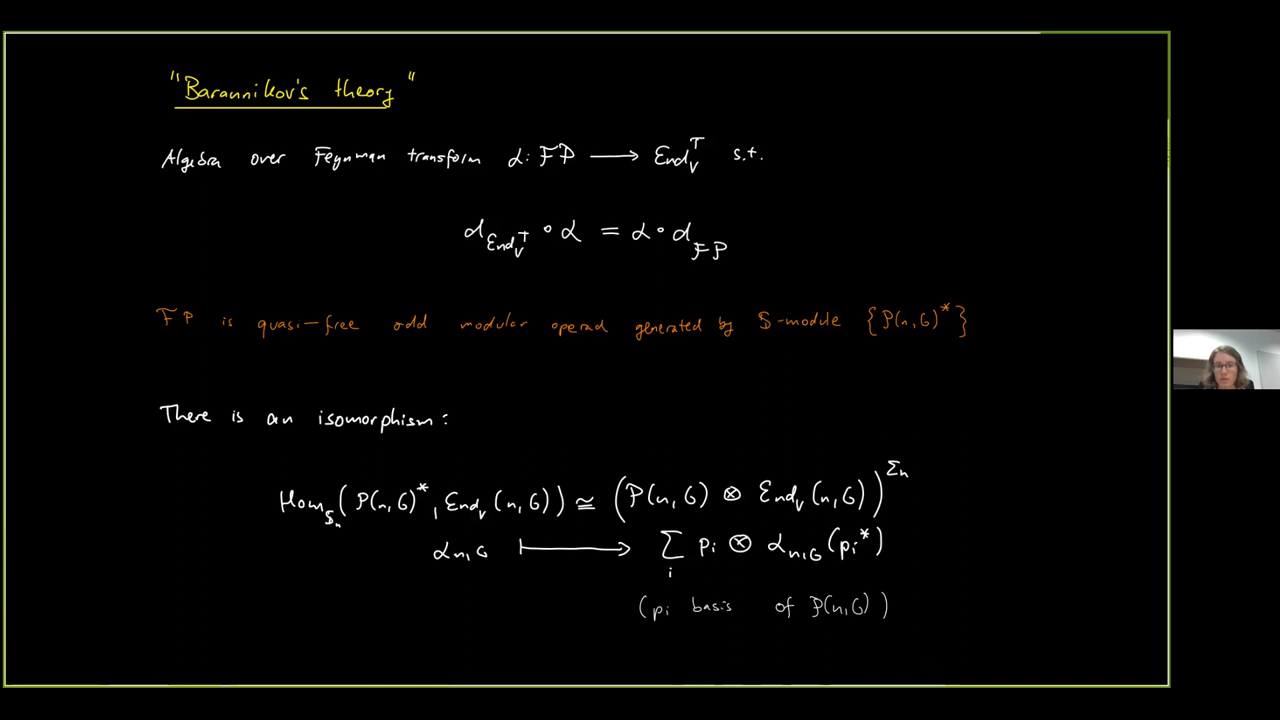 "Barannikov's theory"
Algebra over Feynman transform α: FP ⟶ End_V^T s.t.
d_{End_V^T} ∘ α = α ∘ d_{FP}
FP is quasi-free odd modular operad generated by S-module {P(n,G)^*}
There is an isomorphism:
Hom_{S_n}(P(n,G)^*, End_V(n,G)) ≅ (P(n,G) ⊗ End_V(n,G))^{Σ_n}
α_{n,G} ⟼ ∑_i p_i ⊗ α_{n,G}(p_i^*)
(p_i basis of P(n,G))